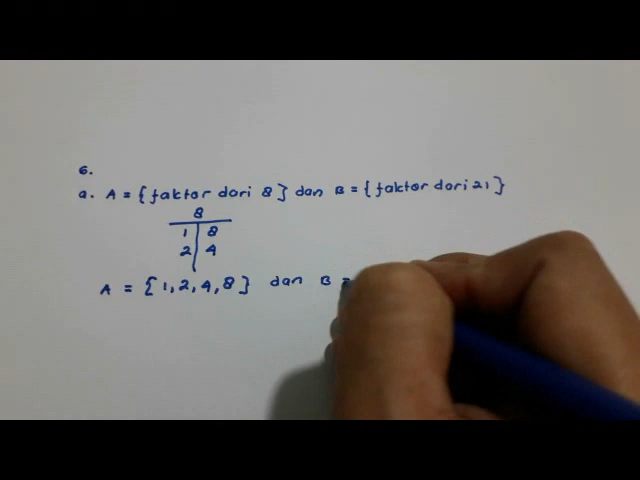 6.
a. A = {faktor dari 8} dan B = {faktor dari 21}
8
1 8
2 4
A = {1, 2, 4, 8} dan B =